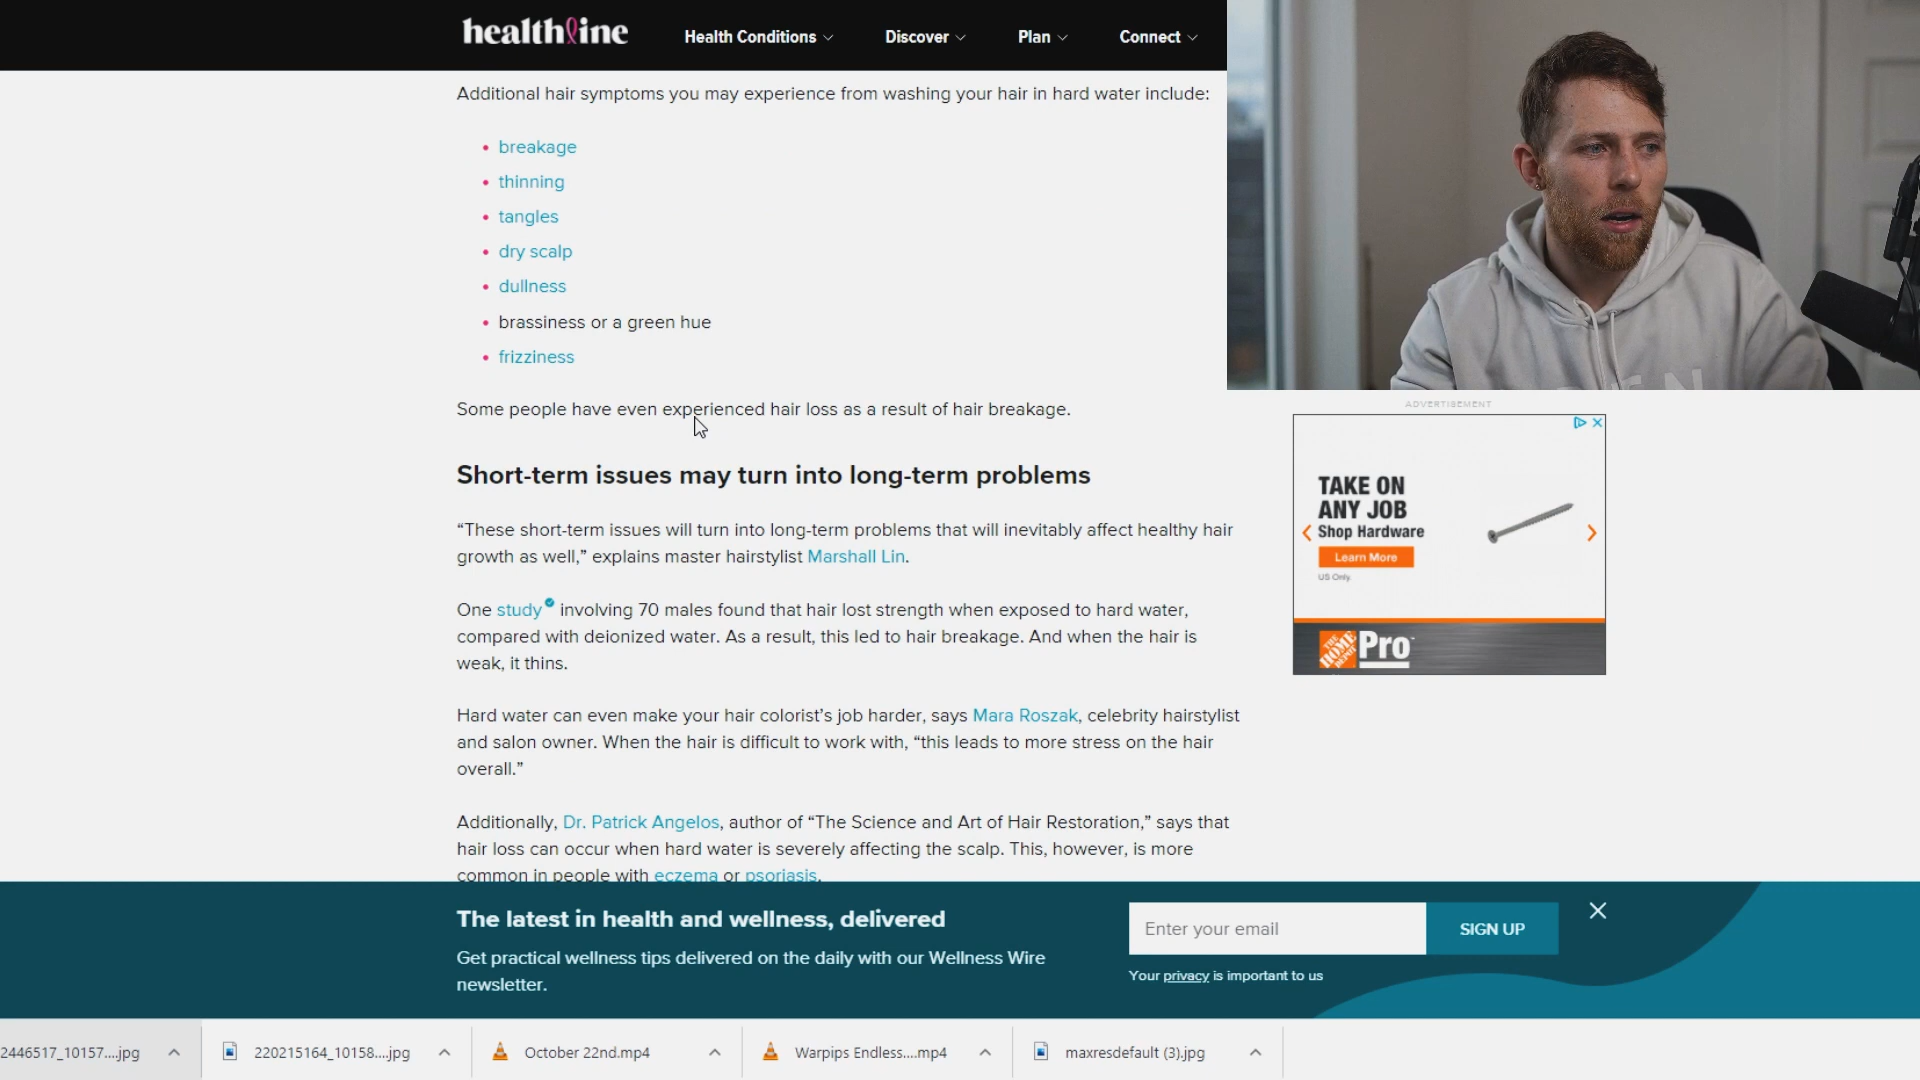 healthline
Health Conditions
Discover
Plan
Connect
Additional hair symptoms you may experience from washing your hair in hard water include:
breakage
thinning
tangles
dry scalp
dullness
brassiness or a green hue
frizziness
Some people have even experienced hair loss as a result of hair breakage.
Short-term issues may turn into long-term problems
“These short-term issues will turn into long-term problems that will inevitably affect healthy hair
growth as well,” explains master hairstylist Marshall Lin.
One study involving 70 males found that hair lost strength when exposed to hard water,
compared with deionized water. As a result, this led to hair breakage. And when the hair is
weak, it thins.
Hard water can even make your hair colorist’s job harder, says Mara Roszak, celebrity hairstylist
and salon owner. When the hair is difficult to work with, “this leads to more stress on the hair
overall.”
Additionally, Dr. Patrick Angelos, author of “The Science and Art of Hair Restoration,” says that
hair loss can occur when hard water is severely affecting the scalp. This, however, is more
common in people with eczema or psoriasis.
ADVERTISEMENT
TAKE ON
ANY JOB
Shop Hardware
Learn More
US Only.
THE HOME DEPOT
Pro
The latest in health and wellness, delivered
Get practical wellness tips delivered on the daily with our Wellness Wire
newsletter.
Enter your email
SIGN UP
Your privacy is important to us
2446517_10157....jpg
220215164_10158....jpg
October 22nd.mp4
Warpips Endless....mp4
maxresdefault (3).jpg